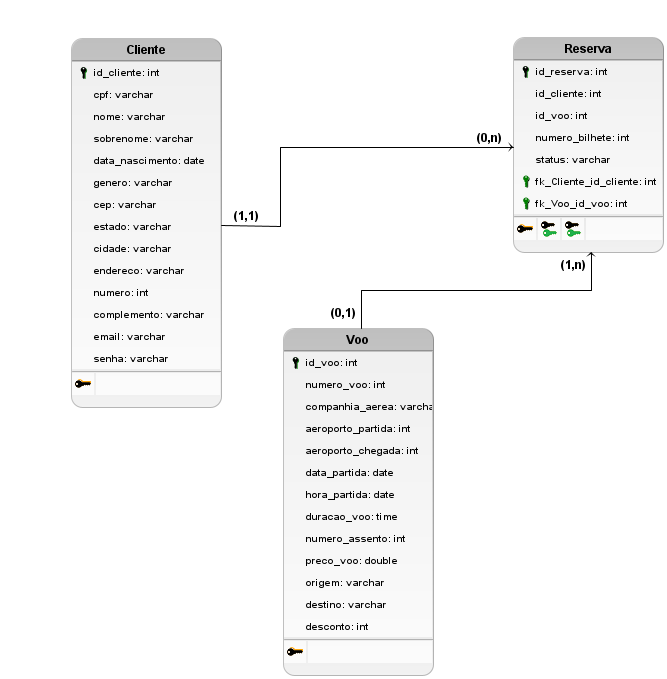 Cliente
id_cliente: int
cpf: varchar
nome: varchar
sobrenome: varchar
data_nascimento: date
genero: varchar
cep: varchar
estado: varchar
cidade: varchar
endereco: varchar
numero: int
complemento: varchar
email: varchar
senha: varchar
(1,1)
(0,n)
Reserva
id_reserva: int
id_cliente: int
id_voo: int
numero_bilhete: int
status: varchar
fk_Cliente_id_cliente: int
fk_Voo_id_voo: int
(1,n)
(0,1)
Voo
id_voo: int
numero_voo: int
companhia_aerea: varcha
aeroporto_partida: int
aeroporto_chegada: int
data_partida: date
hora_partida: date
duracao_voo: time
numero_assento: int
preco_voo: double
origem: varchar
destino: varchar
desconto: int